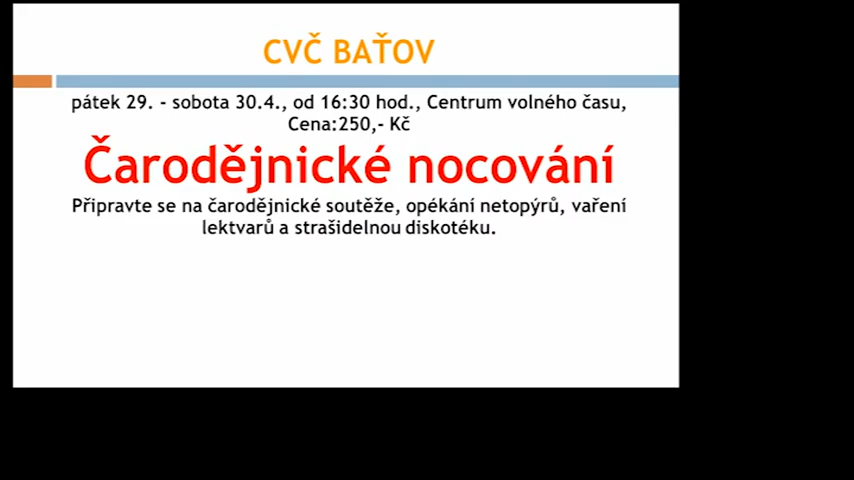 CVČ BAŤOV
pátek 29. - sobota 30.4., od 16:30 hod., Centrum volného času,
Cena:250,- Kč
Čarodějnické nocování
Připravte se na čarodějnické soutěže, opékání netopýrů, vaření
lektvarů a strašidelnou diskotéku.